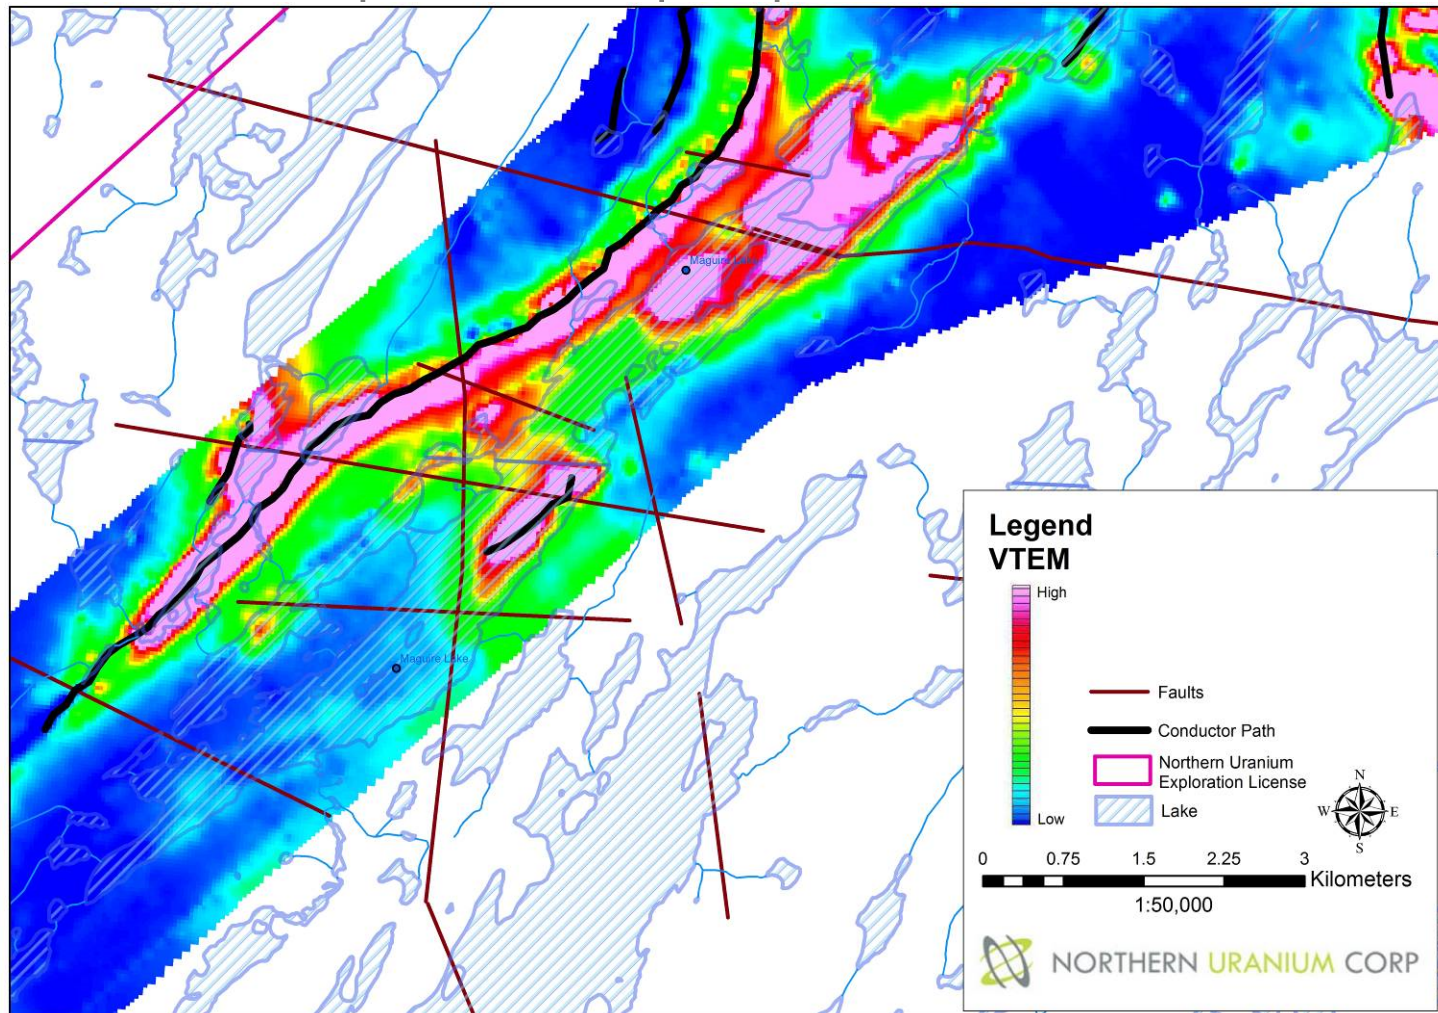 Maguire Lake
Maguire Lake
Legend
VTEM
High
Low
Faults
Conductor Path
Northern Uranium
Exploration License
Lake
N
W E
S
0 0.75 1.5 2.25 3
Kilometers
1:50,000
NORTHERN URANIUM CORP